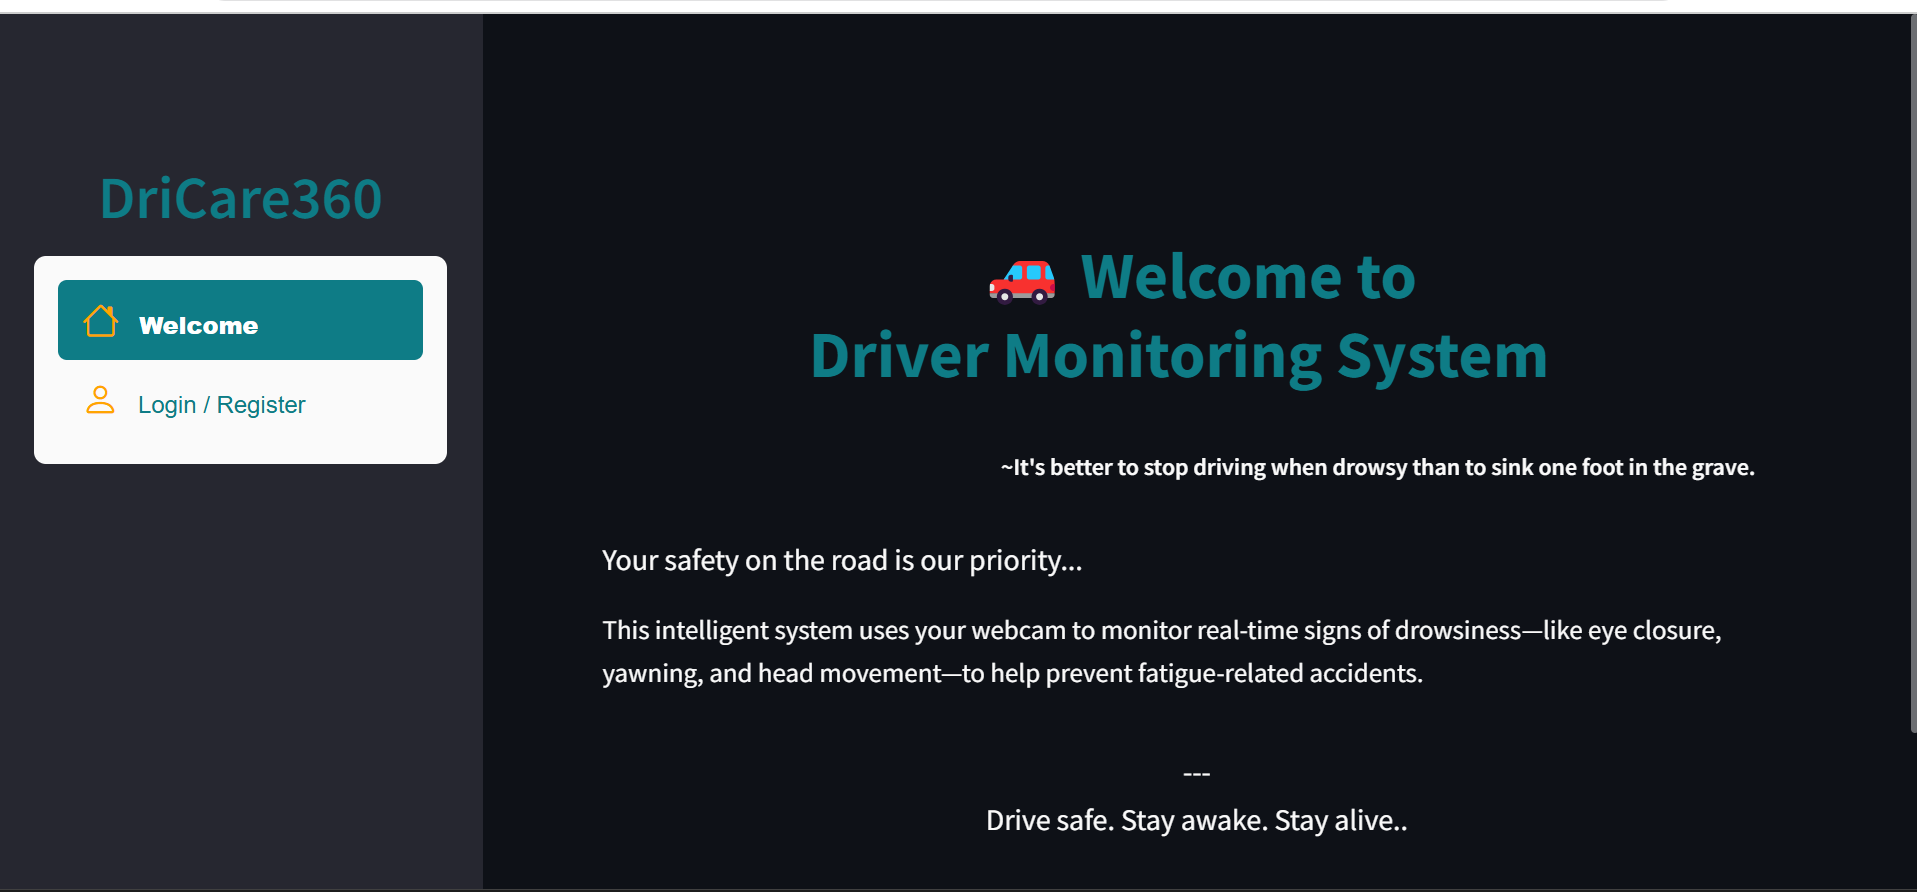 DriCare360
Welcome
Login / Register
Welcome to
Driver Monitoring System
~It's better to stop driving when drowsy than to sink one foot in the grave.
Your safety on the road is our priority...
This intelligent system uses your webcam to monitor real-time signs of drowsiness—like eye closure,
yawning, and head movement—to help prevent fatigue-related accidents.
---
Drive safe. Stay awake. Stay alive..